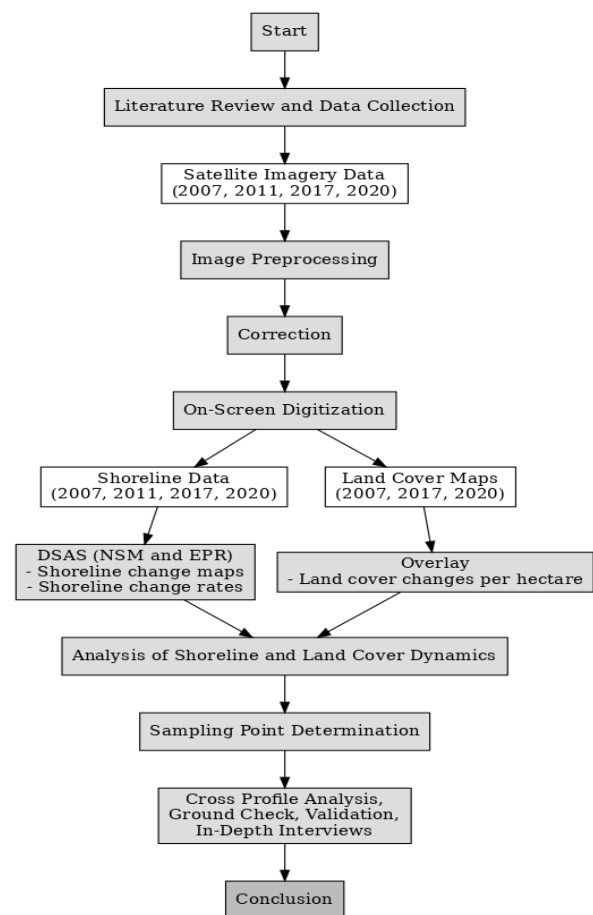 Start
Literature Review and Data Collection
Satellite Imagery Data
(2007, 2011, 2017, 2020)
Image Preprocessing
Correction
On-Screen Digitization
Shoreline Data
(2007, 2011, 2017, 2020)
Land Cover Maps
(2007, 2017, 2020)
DSAS (NSM and EPR)
- Shoreline change maps
- Shoreline change rates
Overlay
- Land cover changes per hectare
Analysis of Shoreline and Land Cover Dynamics
Sampling Point Determination
Cross Profile Analysis,
Ground Check, Validation,
In-Depth Interviews
Conclusion